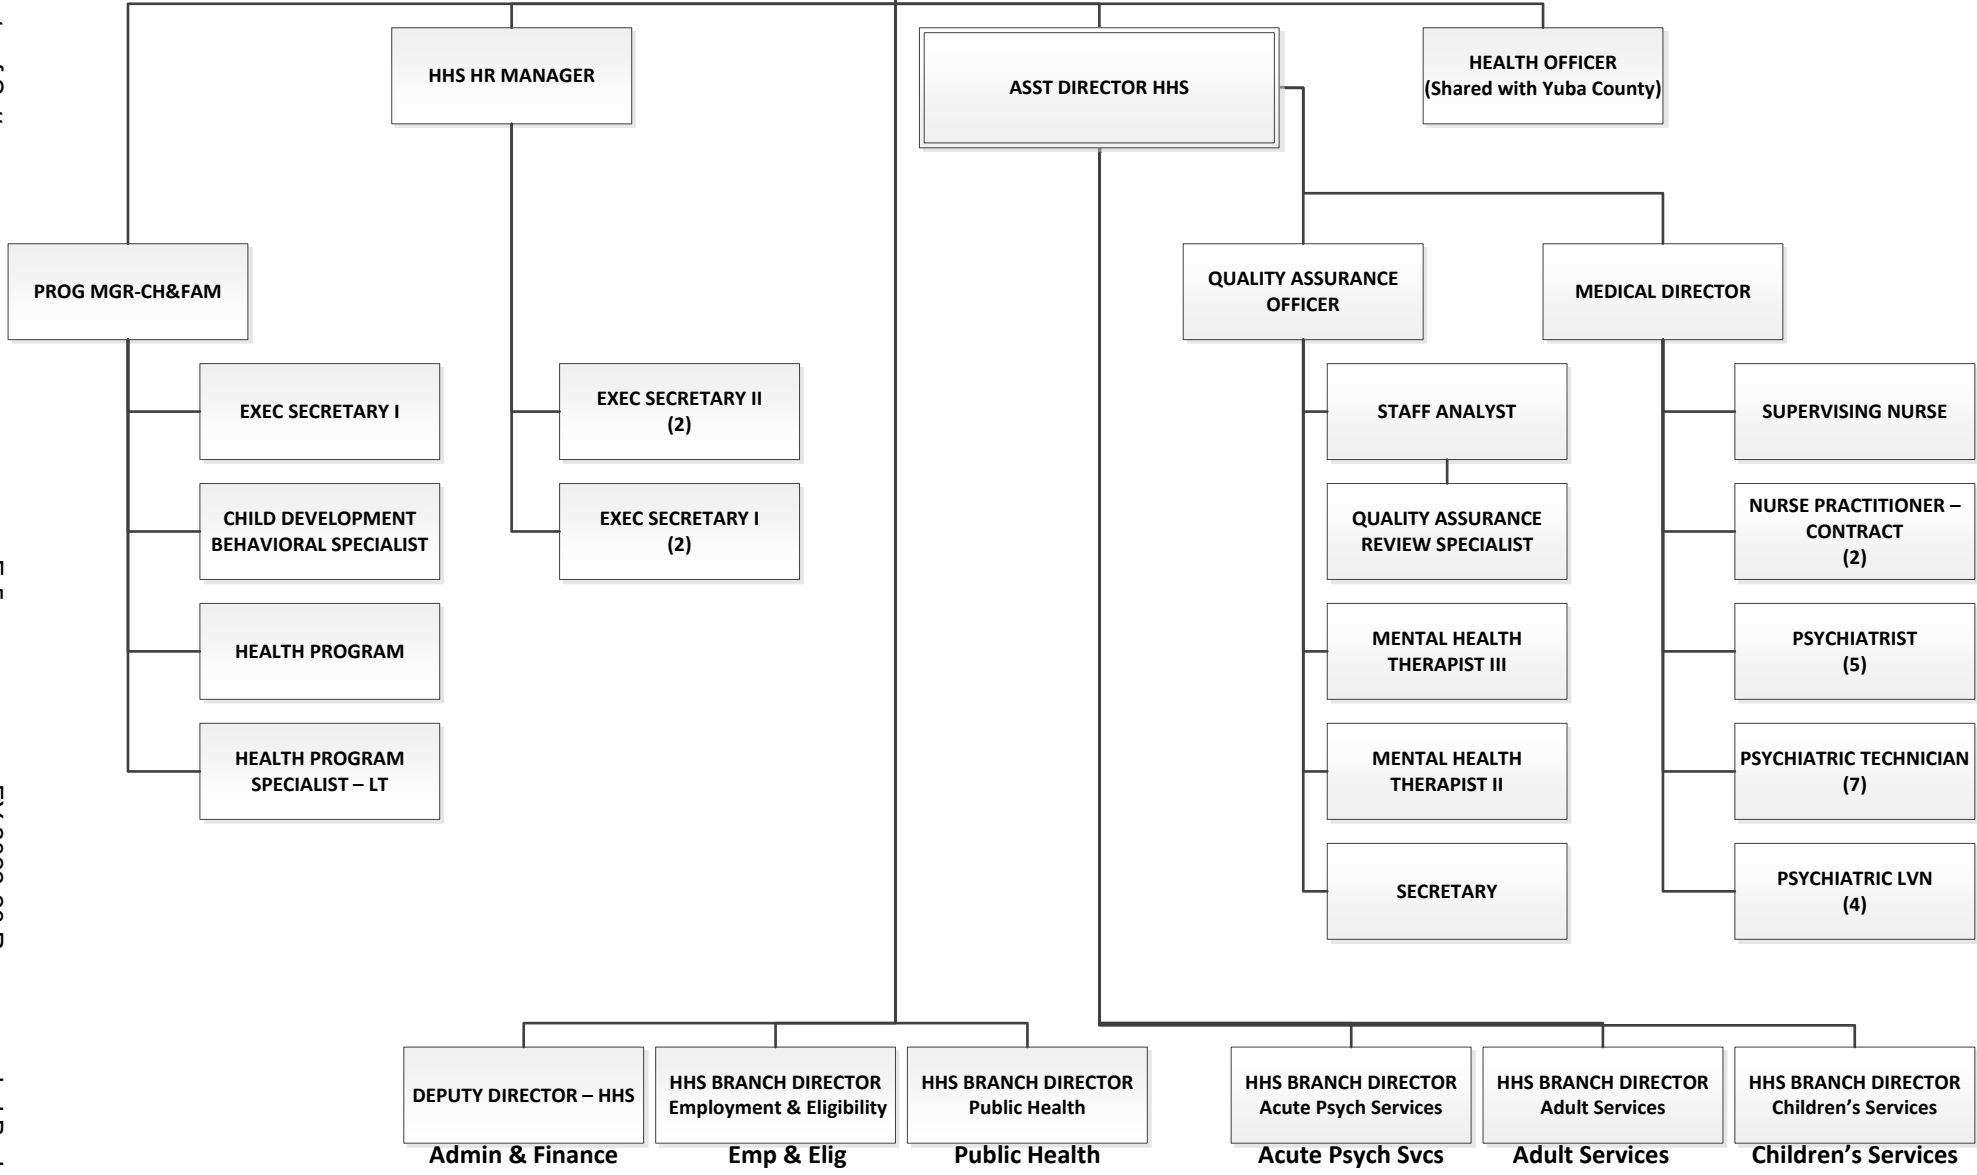 HHS HR MANAGER
ASST DIRECTOR HHS
HEALTH OFFICER
(Shared with Yuba County)
PROG MGR-CH&FAM
QUALITY ASSURANCE
OFFICER
MEDICAL DIRECTOR
EXEC SECRETARY I
EXEC SECRETARY II
(2)
STAFF ANALYST
SUPERVISING NURSE
CHILD DEVELOPMENT
BEHAVIORAL SPECIALIST
EXEC SECRETARY I
(2)
QUALITY ASSURANCE
REVIEW SPECIALIST
NURSE PRACTITIONER –
CONTRACT
(2)
HEALTH PROGRAM
MENTAL HEALTH
THERAPIST III
PSYCHIATRIST
(5)
HEALTH PROGRAM
SPECIALIST – LT
MENTAL HEALTH
THERAPIST II
PSYCHIATRIC TECHNICIAN
(7)
SECRETARY
PSYCHIATRIC LVN
(4)
DEPUTY DIRECTOR – HHS
HHS BRANCH DIRECTOR
Employment & Eligibility
HHS BRANCH DIRECTOR
Public Health
HHS BRANCH DIRECTOR
Acute Psych Services
HHS BRANCH DIRECTOR
Adult Services
HHS BRANCH DIRECTOR
Children’s Services
Admin & Finance
Emp & Elig
Public Health
Acute Psych Svcs
Adult Services
Children’s Services